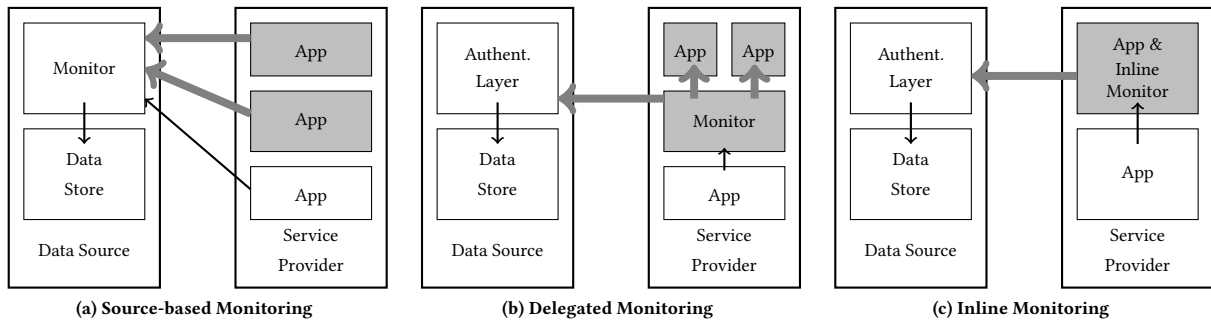 Monitor
Data
Store
Data Source
App
App
App
Service
Provider
(a) Source-based Monitoring
Authent.
Layer
Data
Store
Data Source
App
App
Monitor
App
Service
Provider
(b) Delegated Monitoring
Authent.
Layer
Data
Store
Data Source
App &
Inline
Monitor
App
Service
Provider
(c) Inline Monitoring